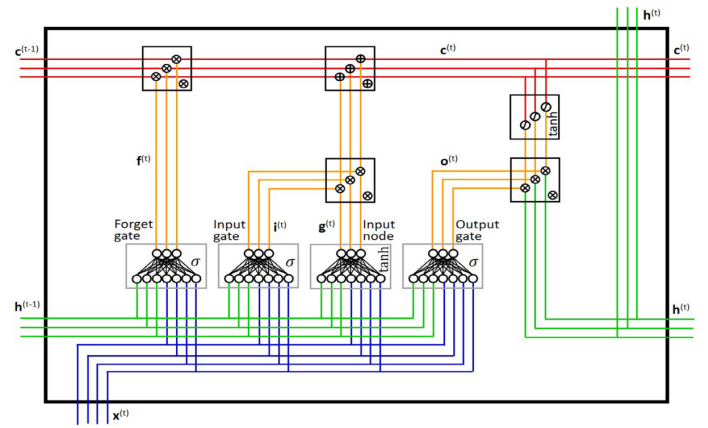 h(t)
c(t-1)
c(t)
c(t)
tanh
f(t)
o(t)
Forget gate
Input gate
i(t)
g(t)
Input node
Output gate
σ
σ
tanh
σ
h(t-1)
h(t)
x(t)